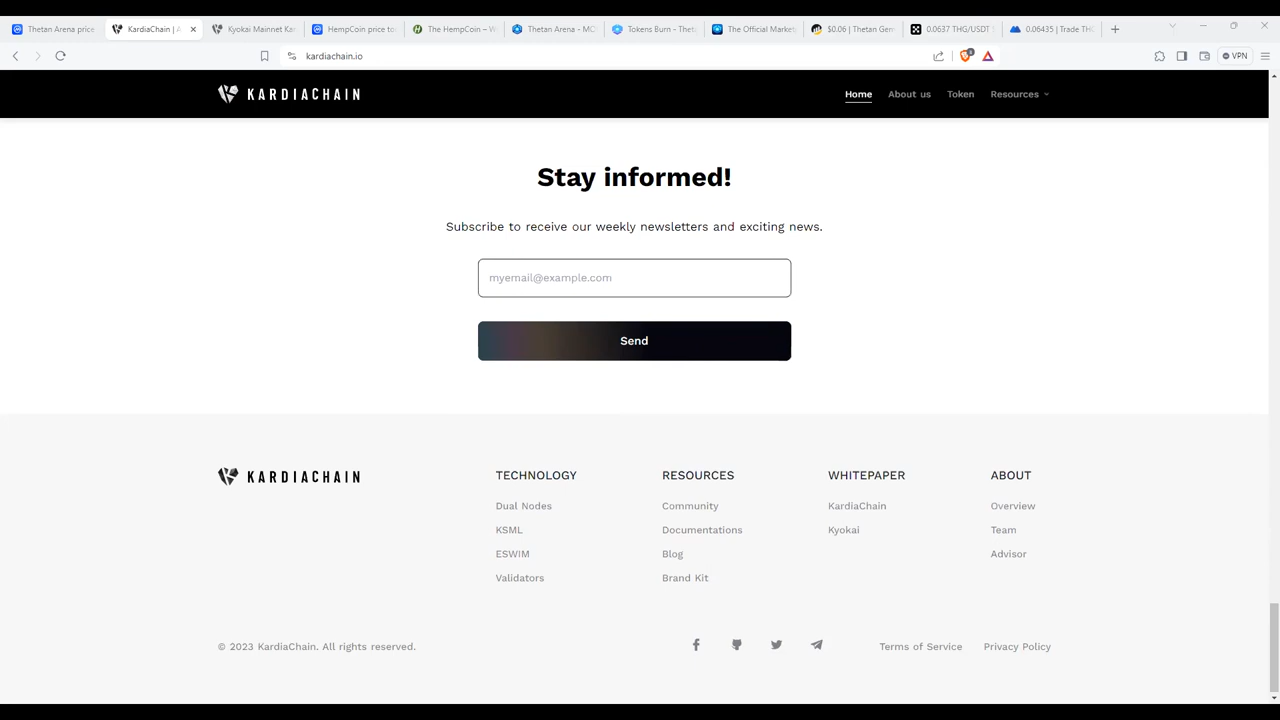 Thetan Arena price
KardiaChain | A
Kyokai Mainnet Kar
HempCoin price to
The HempCoin – W
Thetan Arena - MO
Tokens Burn - Theta
The Official Market
$0.06 | Thetan Gem
0.0637 THG/USDT
0.06435 | Trade THG
kardiachain.io
VPN
KARDIACHAIN
Home
About us
Token
Resources
Stay informed!
Subscribe to receive our weekly newsletters and exciting news.
myemail@example.com
Send
KARDIACHAIN
TECHNOLOGY
Dual Nodes
KSML
ESWIM
Validators
RESOURCES
Community
Documentations
Blog
Brand Kit
WHITEPAPER
KardiaChain
Kyokai
ABOUT
Overview
Team
Advisor
© 2023 KardiaChain. All rights reserved.
Terms of Service
Privacy Policy